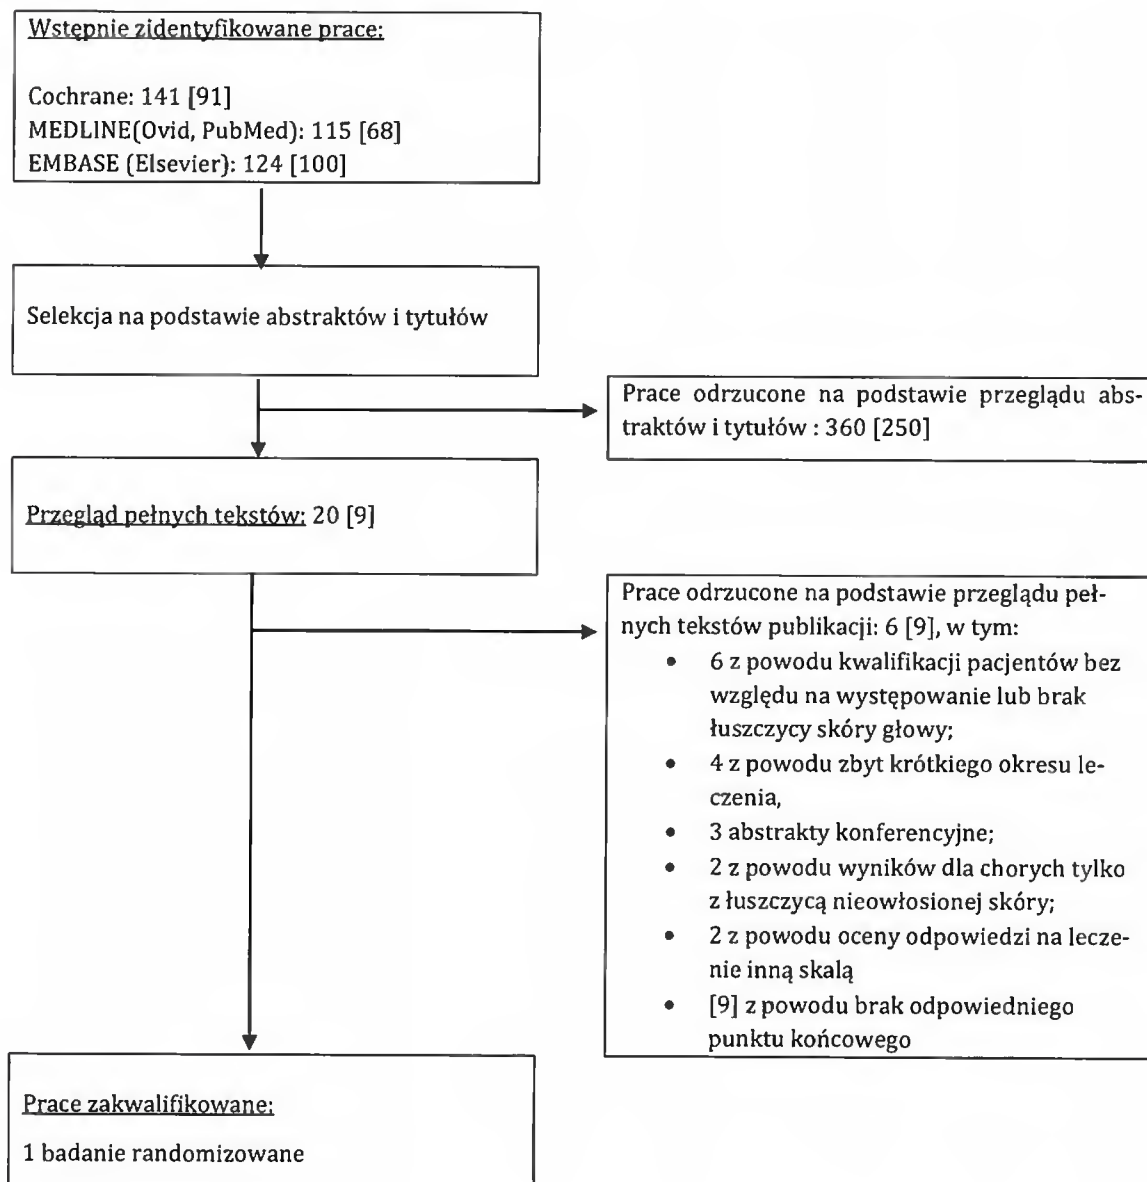 Wstępnie zidentyfikowane prace:
Cochrane: 141 [91]
MEDLINE(Ovid, PubMed): 115 [68]
EMBASE (Elsevier): 124 [100]
Selekcja na podstawie abstraktów i tytułów
Prace odrzucone na podstawie przeglądu abs-
traktów i tytułów : 360 [250]
Przegląd pełnych tekstów: 20 [9]
Prace odrzucone na podstawie przeglądu peł-
nych tekstów publikacji: 6 [9], w tym:
• 6 z powodu kwalifikacji pacjentów bez
względu na występowanie lub brak
łuszczycy skóry głowy;
• 4 z powodu zbyt krótkiego okresu le-
czenia,
• 3 abstrakty konferencyjne;
• 2 z powodu wyników dla chorych tylko
z łuszczycą nieowłosionej skóry;
• 2 z powodu oceny odpowiedzi na lecze-
nie inną skalą
• [9] z powodu brak odpowiedniego
punktu końcowego
Prace zakwalifikowane:
1 badanie randomizowane